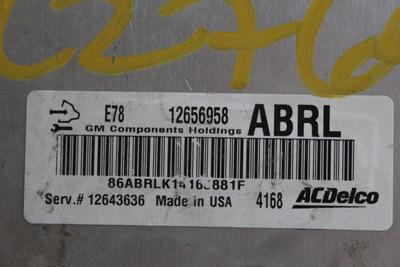 E78 12656958 ABRL
GM Components Holdings
Serv.# 12643636 Made in USA 4168 ACDelco